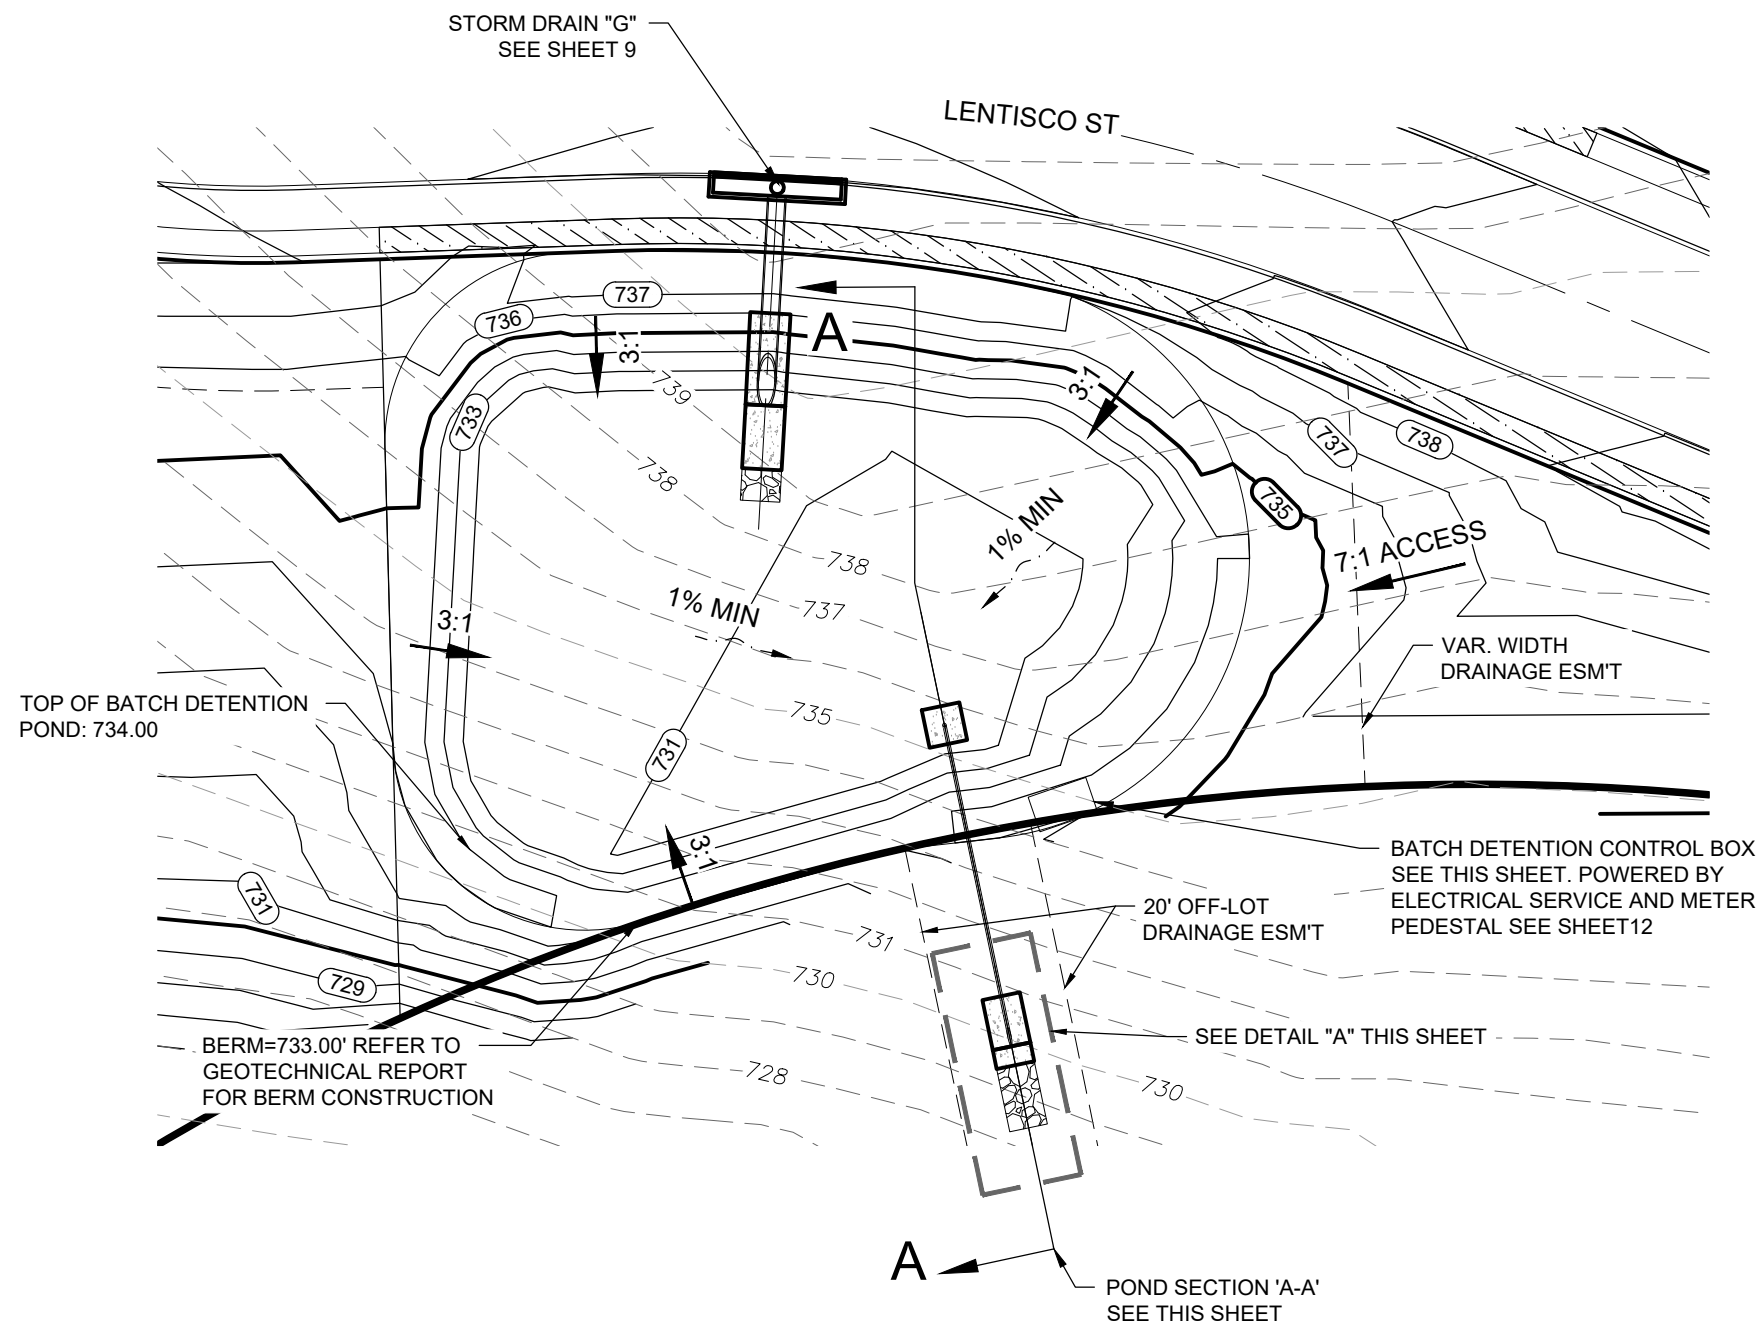 STORM DRAIN "G"
SEE SHEET 9
LENTISCO ST
737
736
A
3:1
3:1
739
733
738
737
738
735
1% MIN
7:1 ACCESS
738
1% MIN
737
3:1
VAR. WIDTH
DRAINAGE ESM'T
TOP OF BATCH DETENTION
POND: 734.00
735
731
3:1
BATCH DETENTION CONTROL BOX
SEE THIS SHEET. POWERED BY
ELECTRICAL SERVICE AND METER
PEDESTAL SEE SHEET12
731
20' OFF-LOT
DRAINAGE ESM'T
731
730
729
SEE DETAIL "A" THIS SHEET
BERM=733.00' REFER TO
GEOTECHNICAL REPORT
FOR BERM CONSTRUCTION
728
730
A
POND SECTION 'A-A'
SEE THIS SHEET